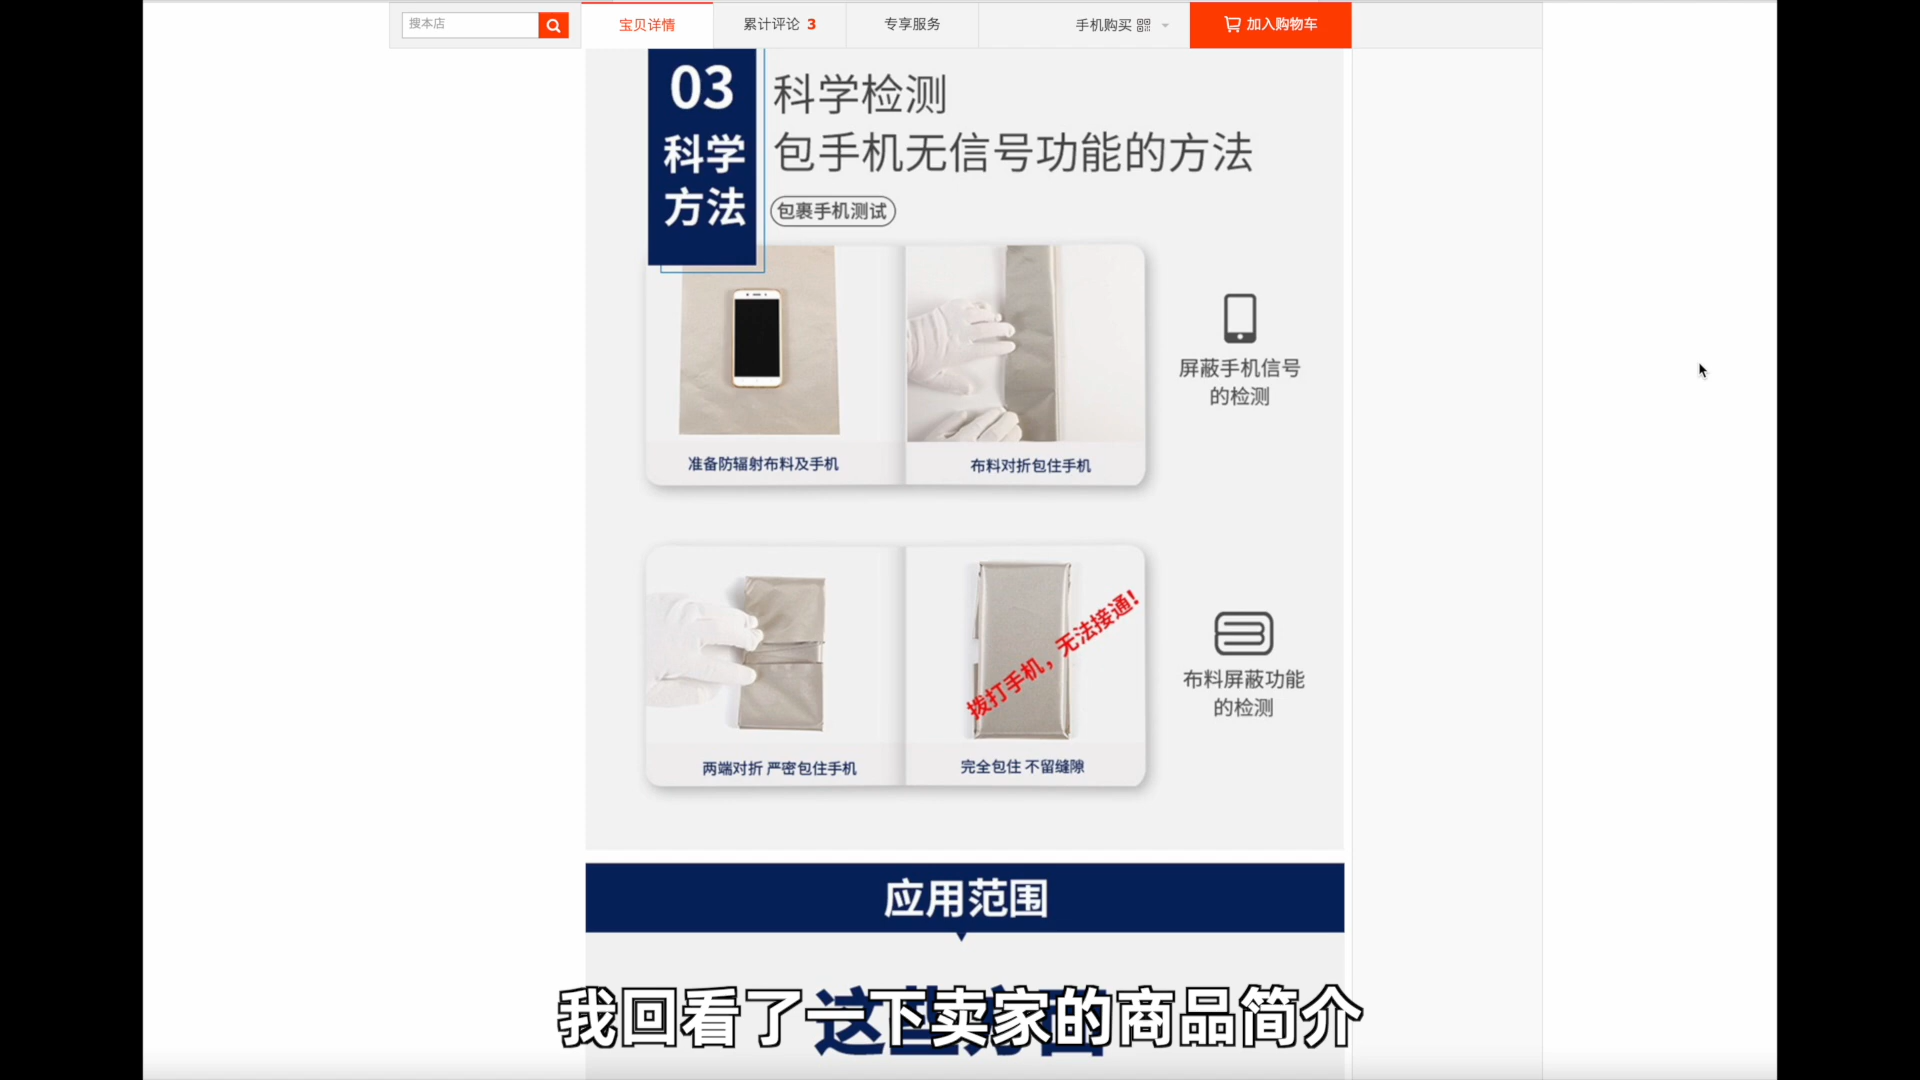 搜本店
宝贝详情
累计评论 3
专享服务
手机购买
加入购物车
03
科学
方法
科学检测
包手机无信号功能的方法
包裹手机测试
准备防辐射布料及手机
布料对折包住手机
屏蔽手机信号
的检测
拨打手机，无法接通！
两端对折 严密包住手机
完全包住 不留缝隙
布料屏蔽功能
的检测
应用范围
我回看了一下卖家的商品简介